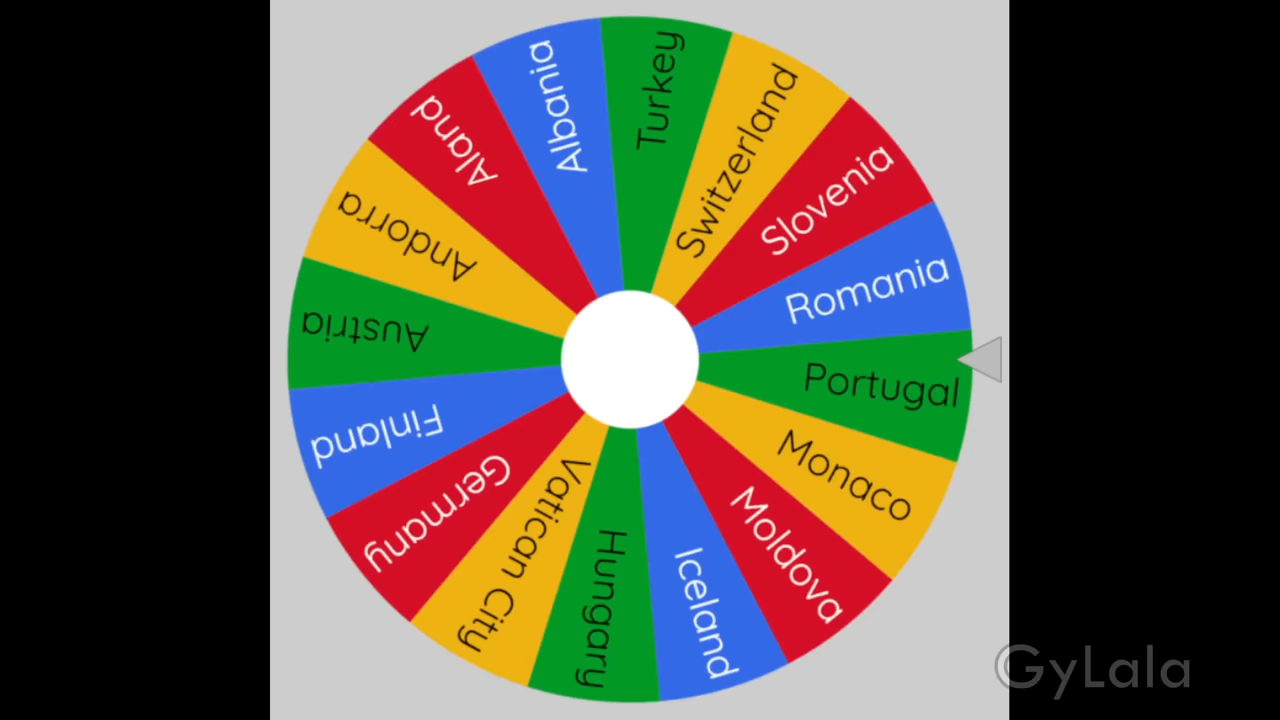 Turkey
Switzerland
Slovenia
Romania
Portugal
Monaco
Moldova
Iceland
Hungary
Vatican City
Germany
Finland
Austria
Andorra
Aland
Albania
GyLala